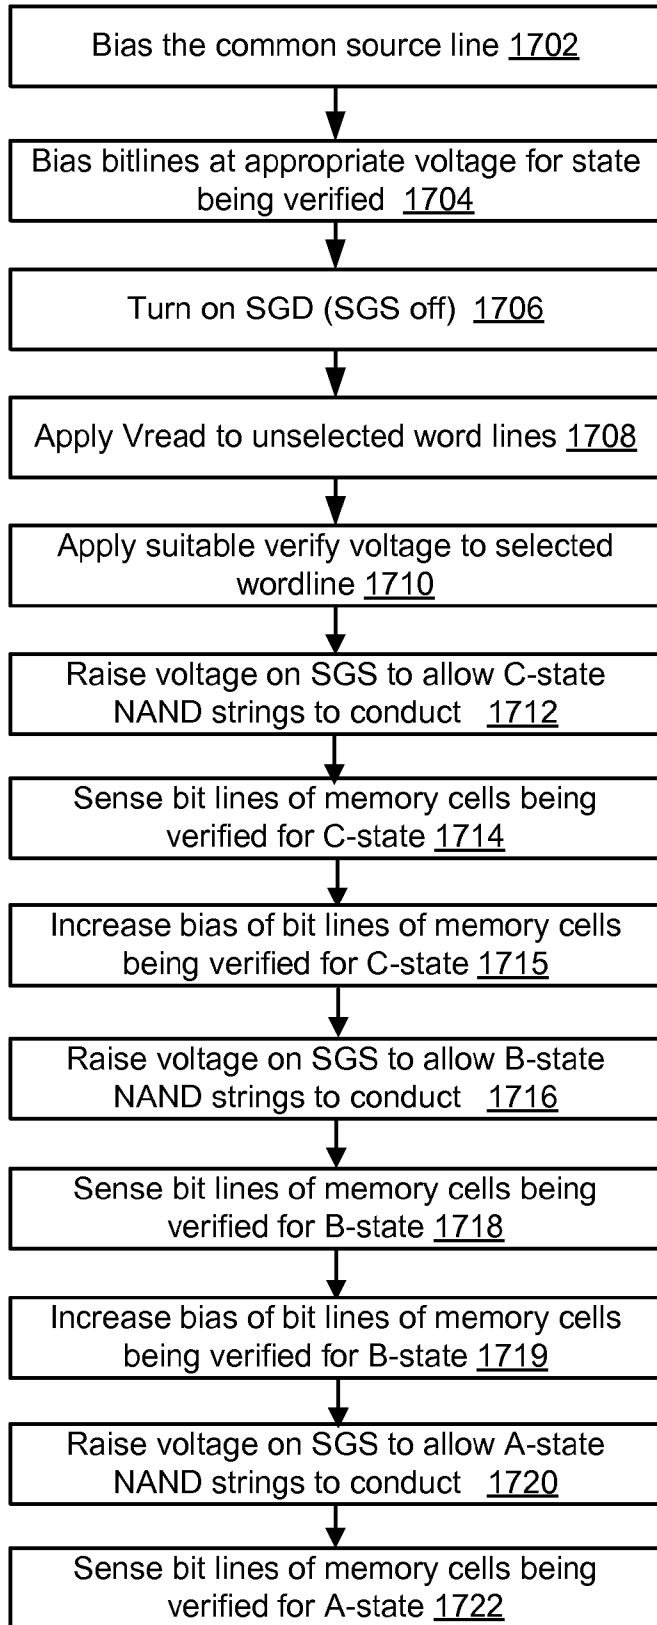 Bias the common source line 1702
Bias bitlines at appropriate voltage for state
being verified 1704
Turn on SGD (SGS off) 1706
Apply Vread to unselected word lines 1708
Apply suitable verify voltage to selected
wordline 1710
Raise voltage on SGS to allow C-state
NAND strings to conduct 1712
Sense bit lines of memory cells being
verified for C-state 1714
Increase bias of bit lines of memory cells
being verified for C-state 1715
Raise voltage on SGS to allow B-state
NAND strings to conduct 1716
Sense bit lines of memory cells being
verified for B-state 1718
Increase bias of bit lines of memory cells
being verified for B-state 1719
Raise voltage on SGS to allow A-state
NAND strings to conduct 1720
Sense bit lines of memory cells being
verified for A-state 1722